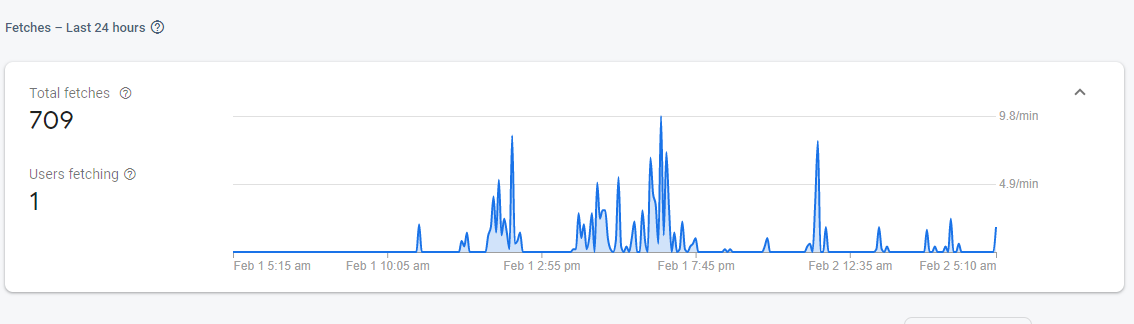 Fetches – Last 24 hours
Total fetches
709
Users fetching
1
9.8/min
4.9/min
Feb 1 5:15 am Feb 1 10:05 am Feb 1 2:55 pm Feb 1 7:45 pm Feb 2 12:35 am Feb 2 5:10 am